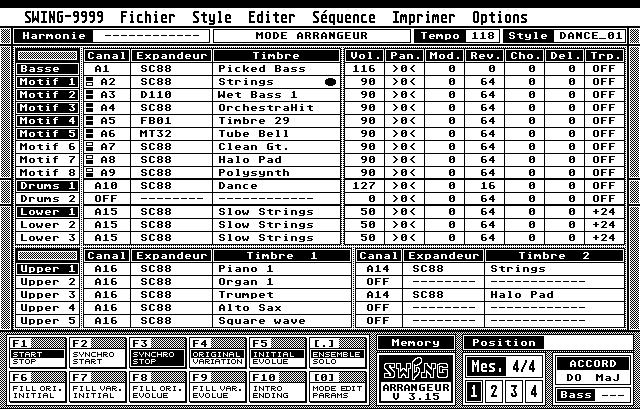 SWING-9999 Fichier Style Editer Séquence Imprimer Options
Harmonie ------------ MODE ARRANGEUR Tempo 118 Style DANCE_01
Canal Expandeur Timbre Vol. Pan. Mod. Rev. Cho. Del. Trp.
Basse A1 SC88 Picked Bass 116 >0< 0 0 0 0 OFF
Motif 1 A2 SC88 Strings 90 >0< 0 64 0 0 OFF
Motif 2 A3 D110 Wet Bass 1 90 >0< 0 64 0 0 OFF
Motif 3 A4 SC88 OrchestraHit 90 >0< 0 64 0 0 OFF
Motif 4 A5 FB01 Timbre 29 90 >0< 0 64 0 0 OFF
Motif 5 A6 MT32 Tube Bell 90 >0< 0 64 0 0 OFF
Motif 6 A7 SC88 Clean Gt. 90 >0< 0 64 0 0 OFF
Motif 7 A8 SC88 Halo Pad 90 >0< 0 64 0 0 OFF
Motif 8 A9 SC88 Polysynth 90 >0< 0 64 0 0 OFF
Drums 1 A10 SC88 Dance 127 >0< 0 16 0 0 OFF
Drums 2 OFF --------- ------------- 0 >0< 0 64 0 0 OFF
Lower 1 A15 SC88 Slow Strings 50 >0< 0 64 0 0 +24
Lower 2 A15 SC88 Slow Strings 50 >0< 0 64 0 0 +24
Lower 3 A15 SC88 Slow Strings 50 >0< 0 64 0 0 +24
Canal Expandeur Timbre 1 Canal Expandeur Timbre 2
Upper 1 A16 SC88 Piano 1 A14 SC88 Strings
Upper 2 A16 SC88 Organ 1 OFF --------- -------------
Upper 3 A16 SC88 Trumpet A14 SC88 Halo Pad
Upper 4 A16 SC88 Alto Sax OFF --------- -------------
Upper 5 A16 SC88 Square wave OFF --------- -------------
F1 F2 F3 F4 F5 [.] Memory Position
START SYNCHRO SYNCHRO ORIGINAL INITIAL ENSEMBLE
STOP START STOP VARIATION EVOLUE SOLO
SWING Mes. 4/4 ACCORD
F6 F7 F8 F9 F10 [0]
DO MaJ
FILL ORI. FILL VAR. FILL ORI. FILL VAR. INTRO MODE EDIT
INITIAL INITIAL EVOLUE EVOLUE ENDING PARAMS
ARRANGEUR 1 2 3 4
V 3.15 Bass ---